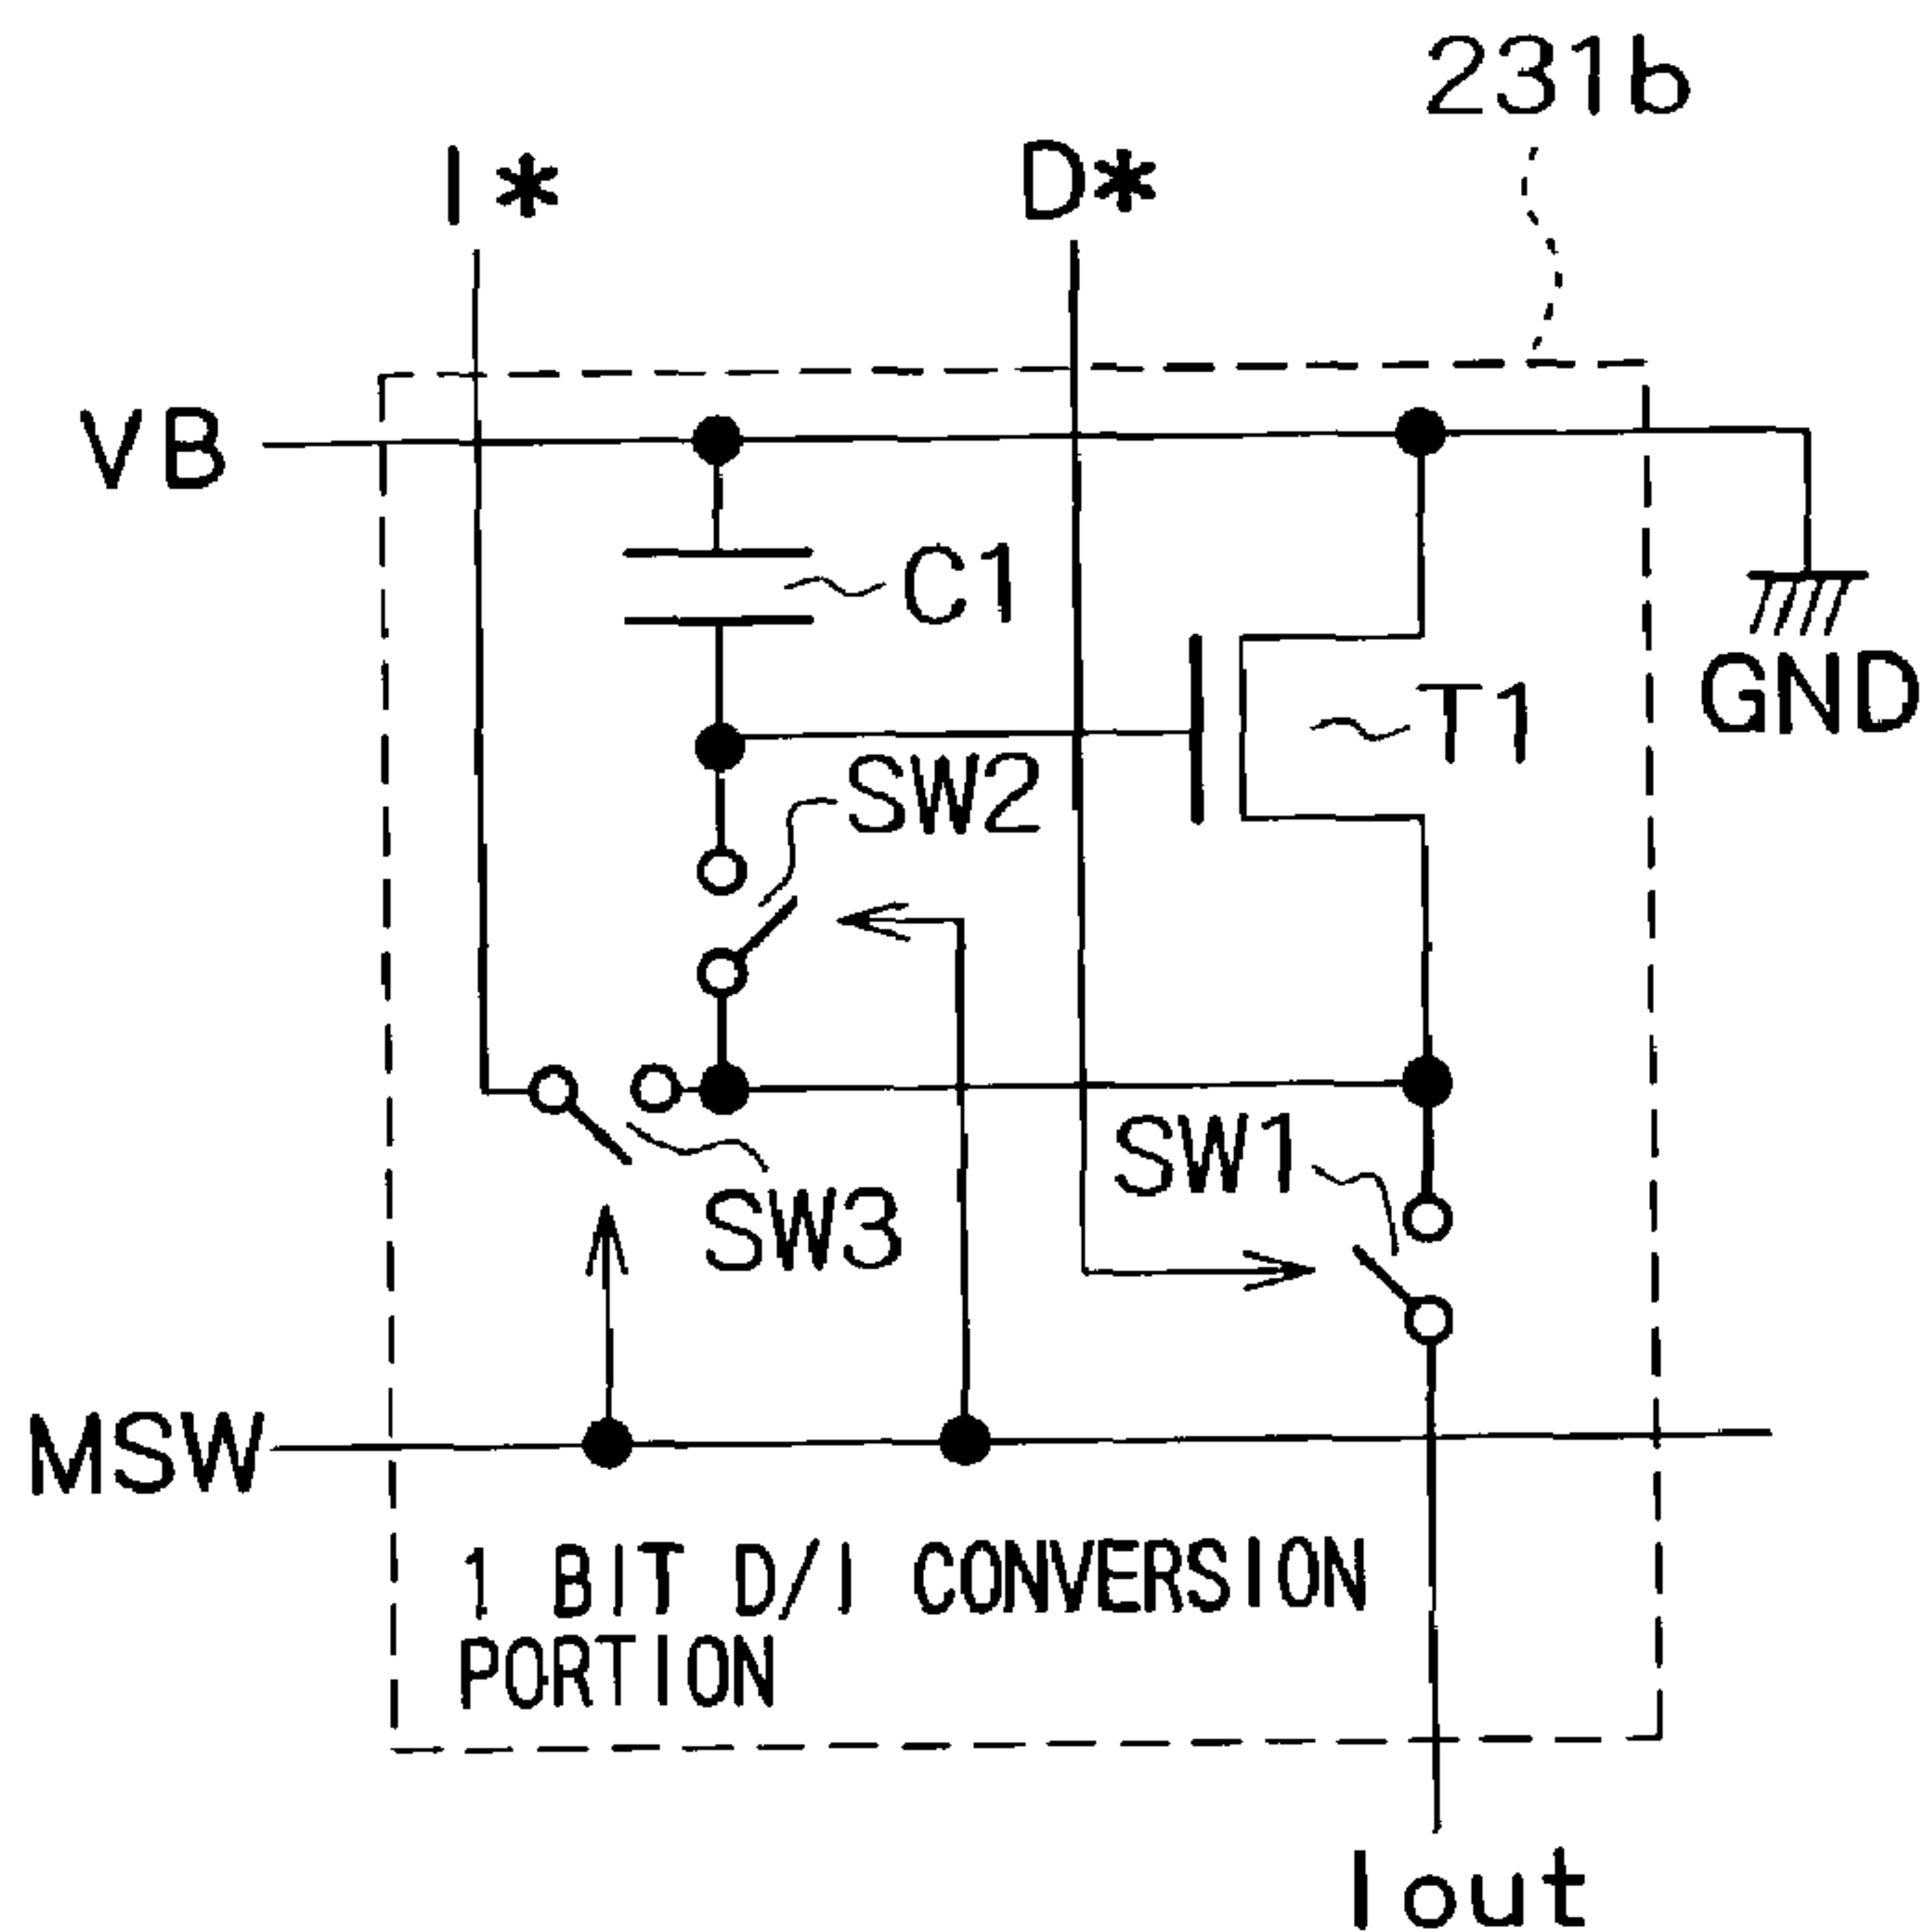 231b
I*
D*
VB
C1
GND
T1
SW2
SW1
SW3
MSW
1 BIT D/I CONVERSION
PORTION
Iout